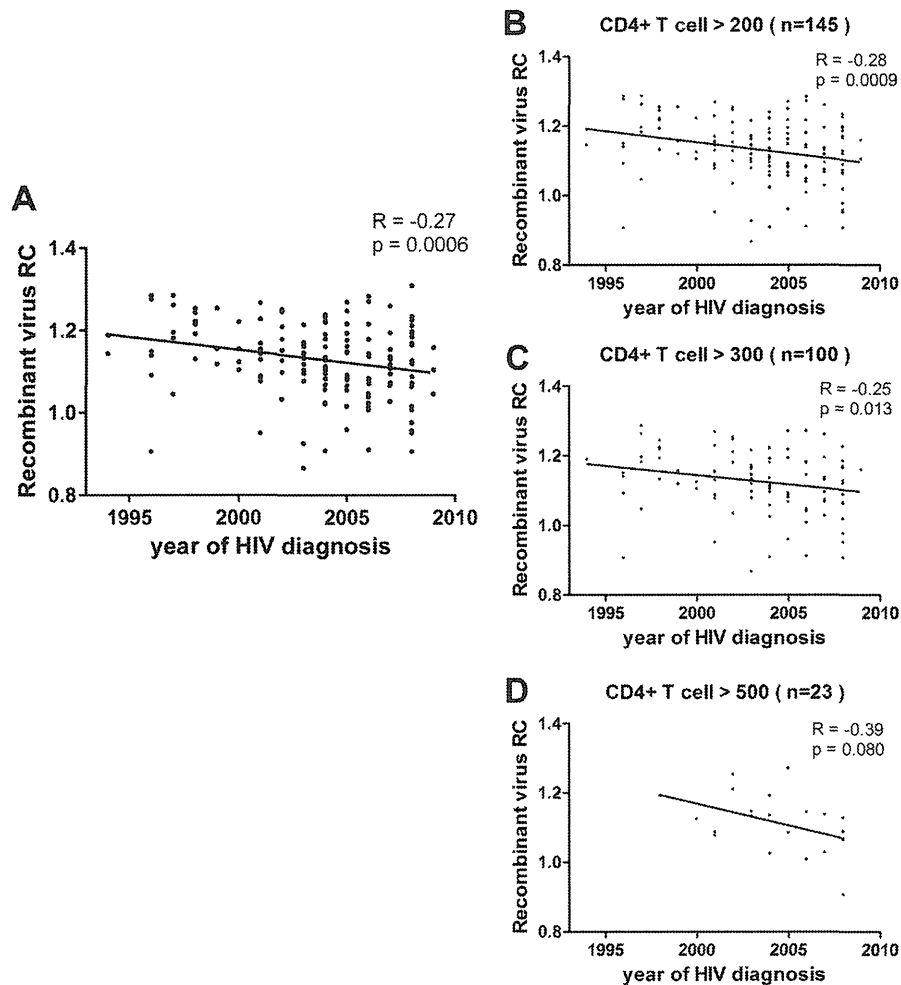 A
R = -0.27
p = 0.0006
Recombinant virus RC
1.4
1.2
1.0
0.8
1995 2000 2005 2010
year of HIV diagnosis
B
CD4+ T cell > 200 ( n=145 )
R = -0.28
p = 0.0009
Recombinant virus RC
1.4
1.2
1.0
0.8
1995 2000 2005 2010
year of HIV diagnosis
C
CD4+ T cell > 300 ( n=100 )
R = -0.25
p = 0.013
Recombinant virus RC
1.4
1.2
1.0
0.8
1995 2000 2005 2010
year of HIV diagnosis
D
CD4+ T cell > 500 ( n=23 )
R = -0.39
p = 0.080
Recombinant virus RC
1.4
1.2
1.0
0.8
1995 2000 2005 2010
year of HIV diagnosis